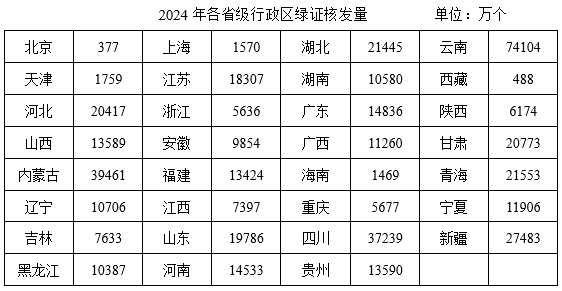 2024 年各省级行政区绿证核发量 单位：万个
北京 377 上海 1570 湖北 21445 云南 74104
天津 1759 江苏 18307 湖南 10580 西藏 488
河北 20417 浙江 5636 广东 14836 陕西 6174
山西 13589 安徽 9854 广西 11260 甘肃 20773
内蒙古 39461 福建 13424 海南 1469 青海 21553
辽宁 10706 江西 7397 重庆 5677 宁夏 11906
吉林 7633 山东 19786 四川 37239 新疆 27483
黑龙江 10387 河南 14533 贵州 13590